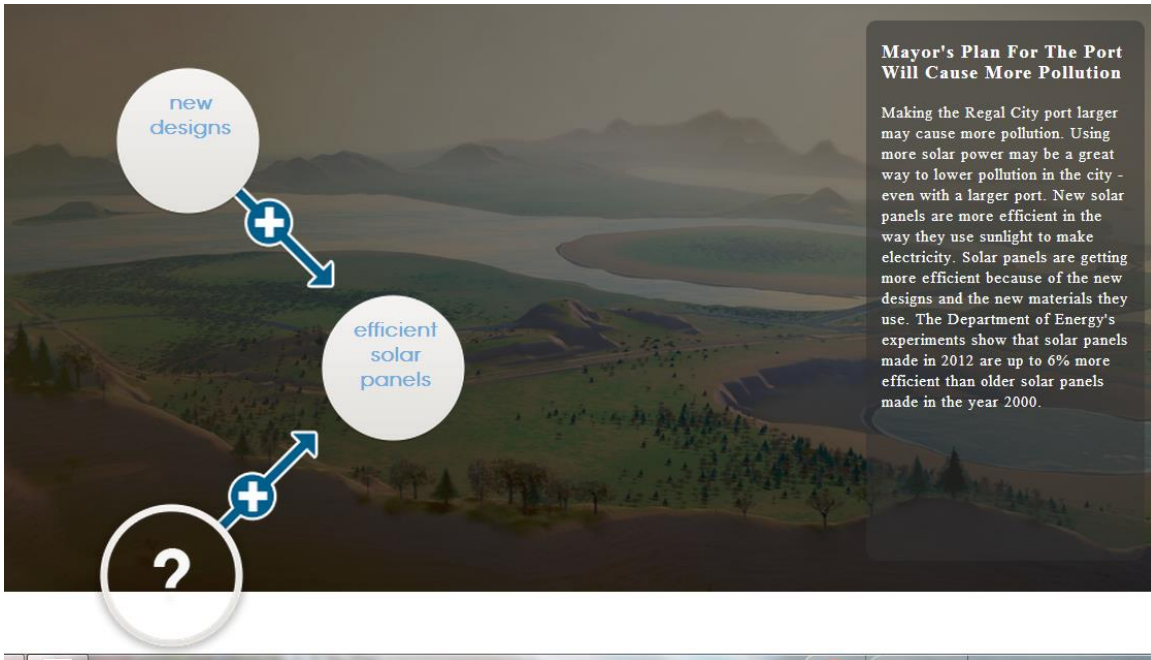 new
designs
efficient
solar
panels
?
Mayor's Plan For The Port
Will Cause More Pollution
Making the Regal City port larger
may cause more pollution. Using
more solar power may be a great
way to lower pollution in the city -
even with a larger port. New solar
panels are more efficient in the
way they use sunlight to make
electricity. Solar panels are getting
more efficient because of the new
designs and the new materials they
use. The Department of Energy's
experiments show that solar panels
made in 2012 are up to 6% more
efficient than older solar panels
made in the year 2000.